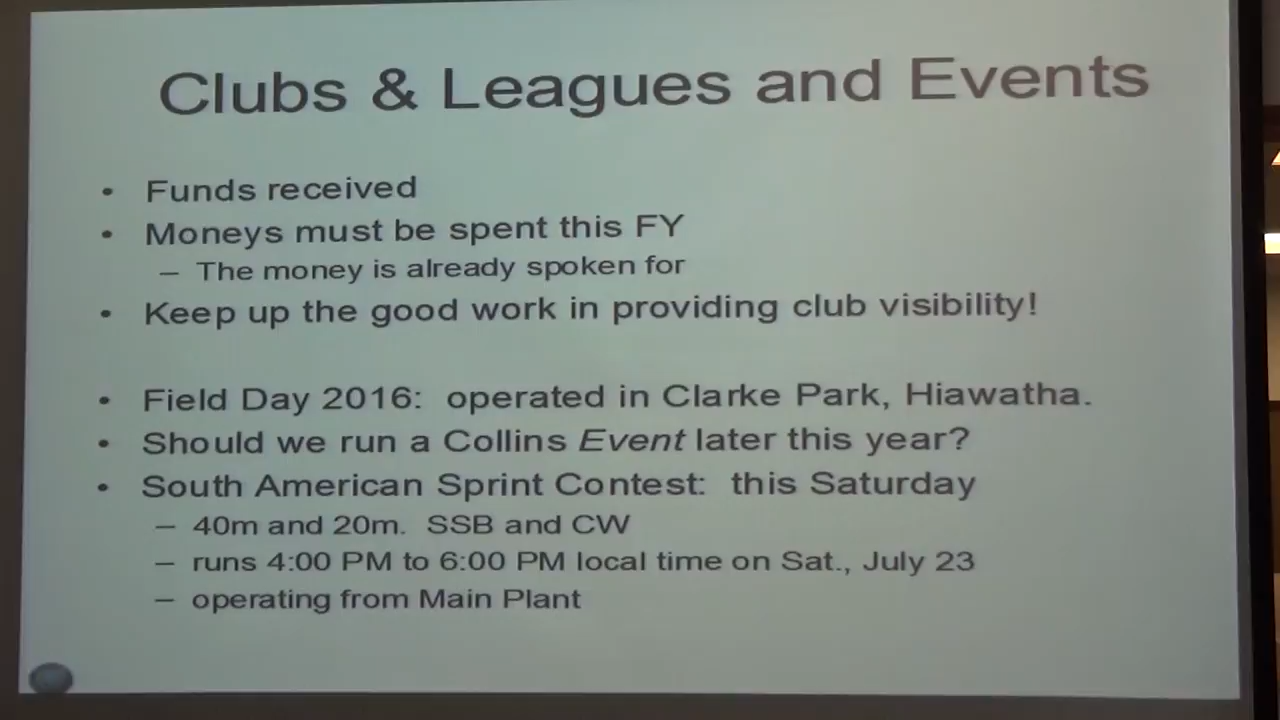 Clubs & Leagues and Events
• Funds received
• Moneys must be spent this FY
– The money is already spoken for
• Keep up the good work in providing club visibility!
• Field Day 2016: operated in Clarke Park, Hiawatha.
• Should we run a Collins Event later this year?
• South American Sprint Contest: this Saturday
– 40m and 20m. SSB and CW
– runs 4:00 PM to 6:00 PM local time on Sat., July 23
– operating from Main Plant